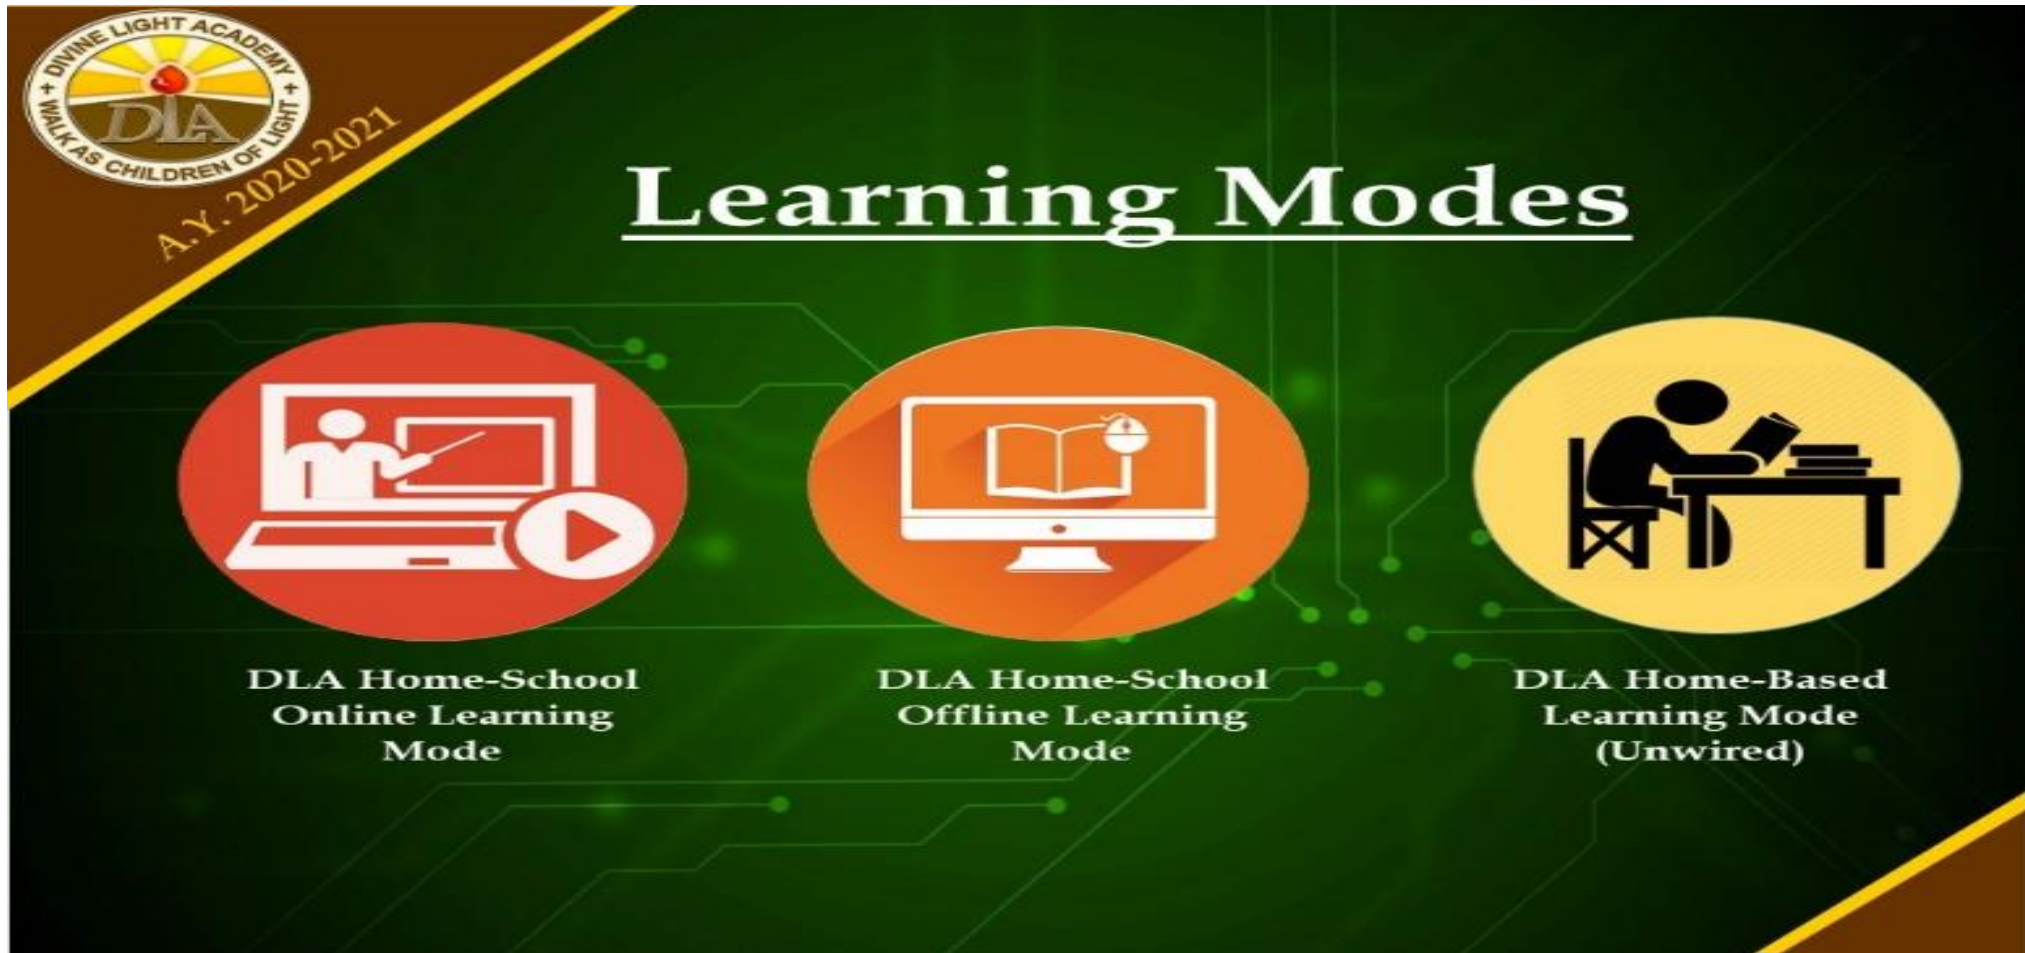 DIVINE LIGHT ACADEMY
+ WALK AS CHILDREN OF LIGHT +
DLA
A.Y. 2020-2021
Learning Modes
DLA Home-School
Online Learning
Mode
DLA Home-School
Offline Learning
Mode
DLA Home-Based
Learning Mode
(Unwired)